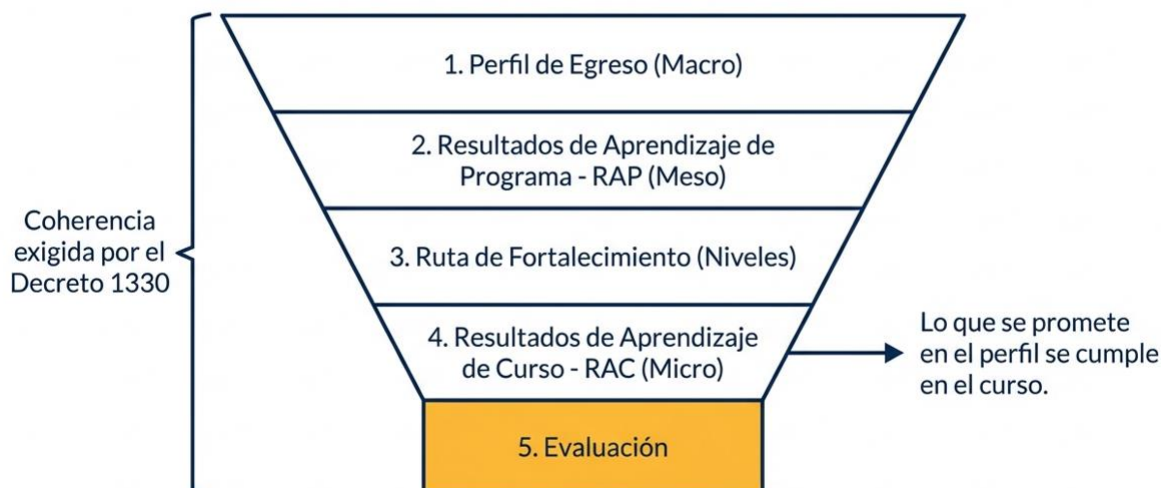 1. Perfil de Egreso (Macro)
2. Resultados de Aprendizaje de
Programa - RAP (Meso)
3. Ruta de Fortalecimiento (Niveles)
4. Resultados de Aprendizaje
de Curso - RAC (Micro)
5. Evaluación
Coherencia
exigida por el
Decreto 1330
Lo que se promete
en el perfil se cumple
en el curso.